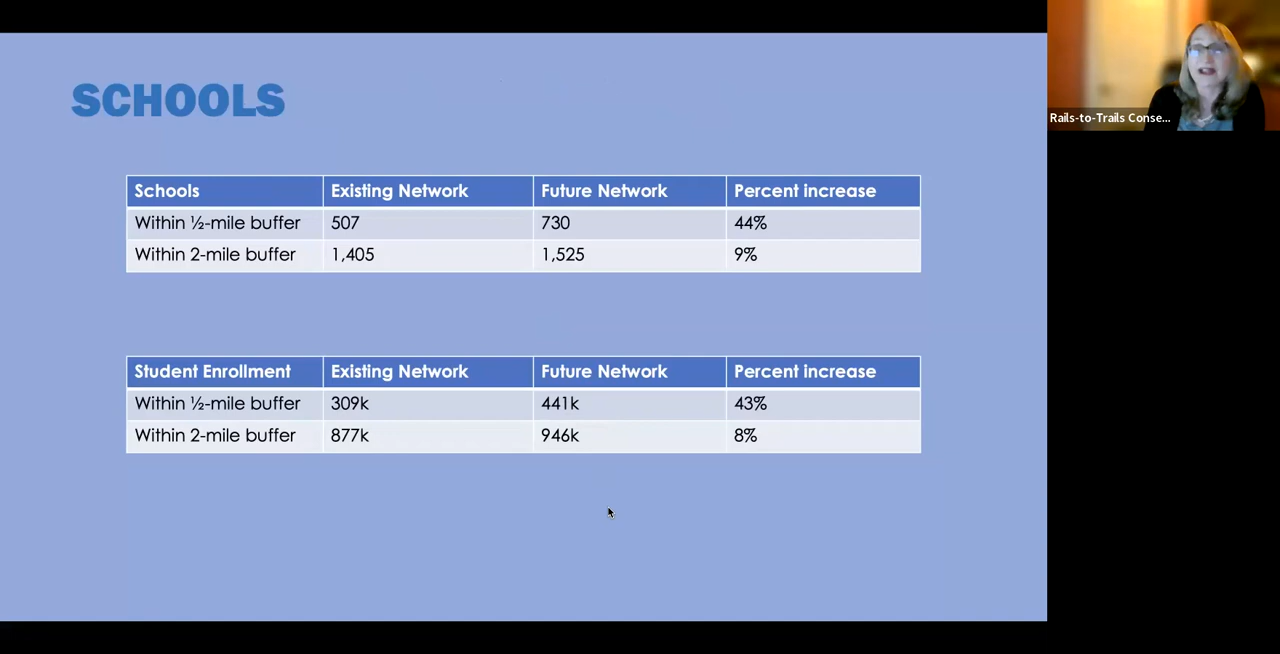 SCHOOLS
Rails-to-Trails Conse...
Schools Existing Network Future Network Percent increase
Within ½-mile buffer 507 730 44%
Within 2-mile buffer 1,405 1,525 9%
Student Enrollment Existing Network Future Network Percent increase
Within ½-mile buffer 309k 441k 43%
Within 2-mile buffer 877k 946k 8%